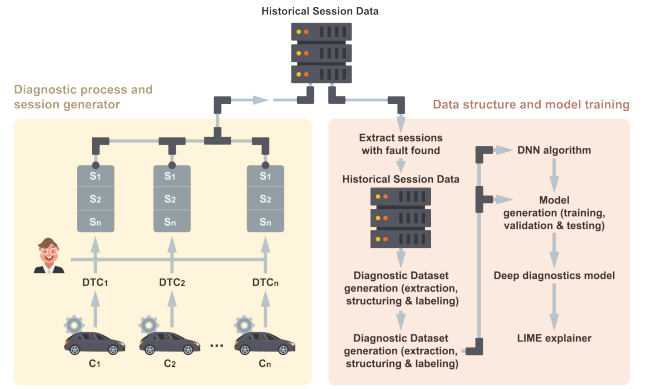 Historical Session Data
Diagnostic process and
session generator
Data structure and model training
S1
S1
S1
S2
S2
S2
Sn
Sn
Sn
DTC1
DTC2
DTCn
C1
C2
...
Cn
Extract sessions
with fault found
Historical Session Data
Diagnostic Dataset
generation (extraction,
structuring & labeling)
Diagnostic Dataset
generation (extraction,
structuring & labeling)
DNN algorithm
Model
generation (training,
validation & testing)
Deep diagnostics model
LIME explainer